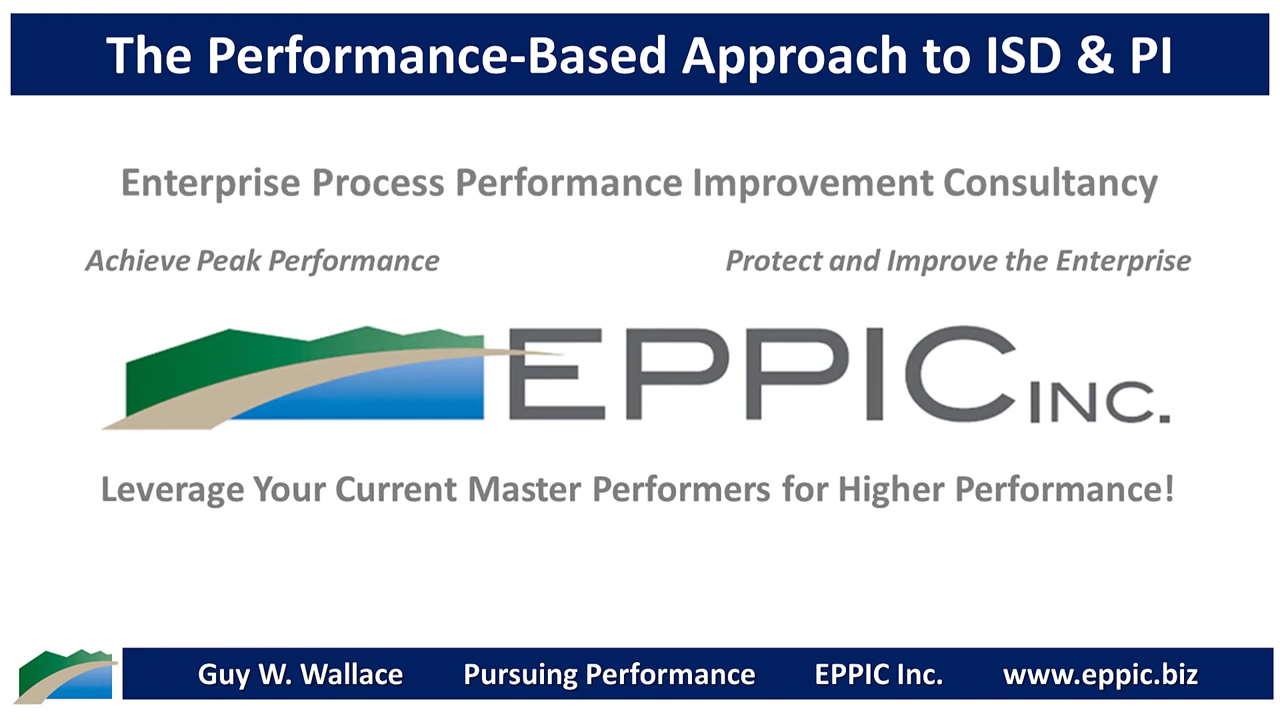 The Performance-Based Approach to ISD & PI
Enterprise Process Performance Improvement Consultancy
Achieve Peak Performance
Protect and Improve the Enterprise
EPPIC INC.
Leverage Your Current Master Performers for Higher Performance!
Guy W. Wallace Pursuing Performance EPPIC Inc. www.eppic.biz